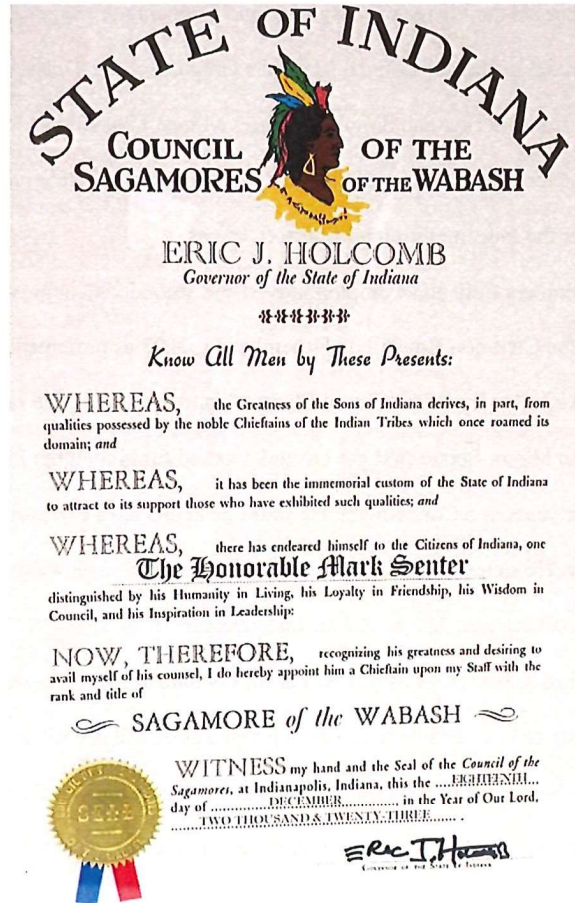 STATE OF INDIANA
COUNCIL OF THE
SAGAMORES OF THE WABASH
ERIC J. HOLCOMB
Governor of the State of Indiana
Know All Men by These Presents:
WHEREAS, the Greatness of the Sons of Indiana derives, in part, from
qualities possessed by the noble Chieftains of the Indian Tribes which once roamed its
domain; and
WHEREAS, it has been the immemorial custom of the State of Indiana
to attract to its support those who have exhibited such qualities; and
WHEREAS, there has endeared himself to the Citizens of Indiana, one
The Honorable Mark Senter
distinguished by his Humanity in Living, his Loyalty in Friendship, his Wisdom in
Council, and his Inspiration in Leadership:
NOW, THEREFORE, recognizing his greatness and desiring to
avail myself of his counsel, I do hereby appoint him a Chieftain upon my Staff with the
rank and title of
SAGAMORE of the WABASH
WITNESS my hand and the Seal of the Council of the
Sagamores, at Indianapolis, Indiana, this the ....EIGHTEENTH...
day of ..............DECEMBER.............. in the Year of Our Lord,
........TWO THOUSAND & TWENTY-THREE....... .
SEAL
Eric J. Holcomb
GOVERNOR OF THE STATE OF INDIANA